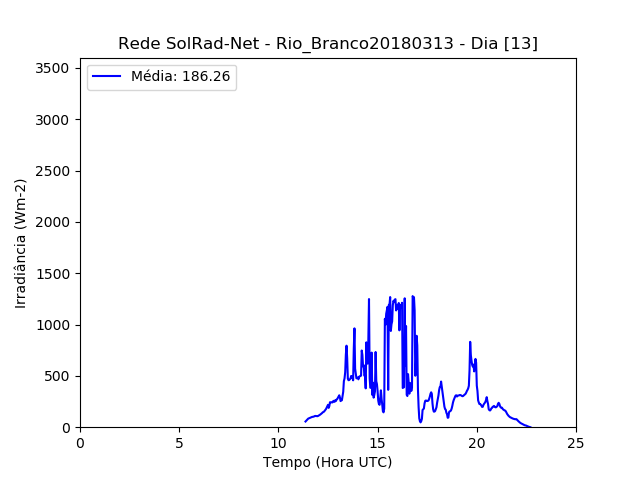 Rede SolRad-Net - Rio_Branco20180313 - Dia [13]
Média: 186.26
3500
3000
2500
2000
1500
1000
500
0
Irradiância (Wm-2)
0 5 10 15 20 25
Tempo (Hora UTC)